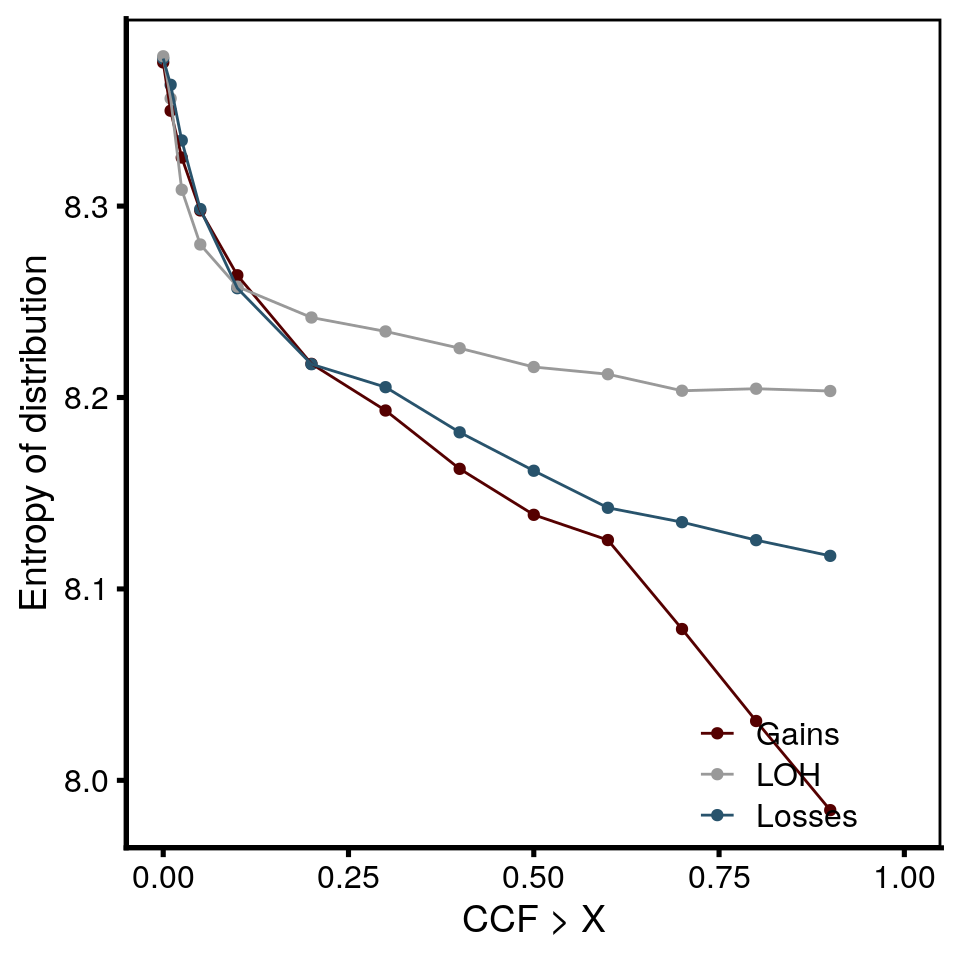 Entropy of distribution
8.3
8.2
8.1
8.0
Gains
LOH
Losses
0.00 0.25 0.50 0.75 1.00
CCF > X